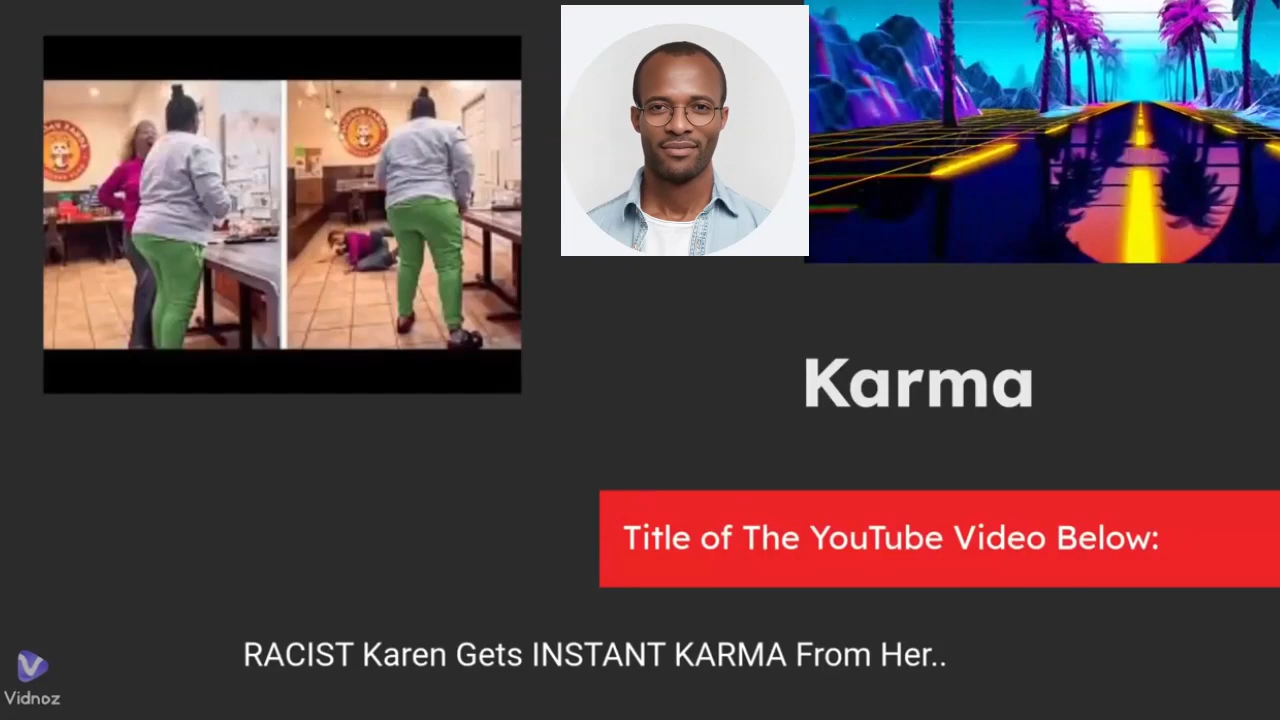 Karma
Title of The YouTube Video Below:
RACIST Karen Gets INSTANT KARMA From Her..
Vidnoz